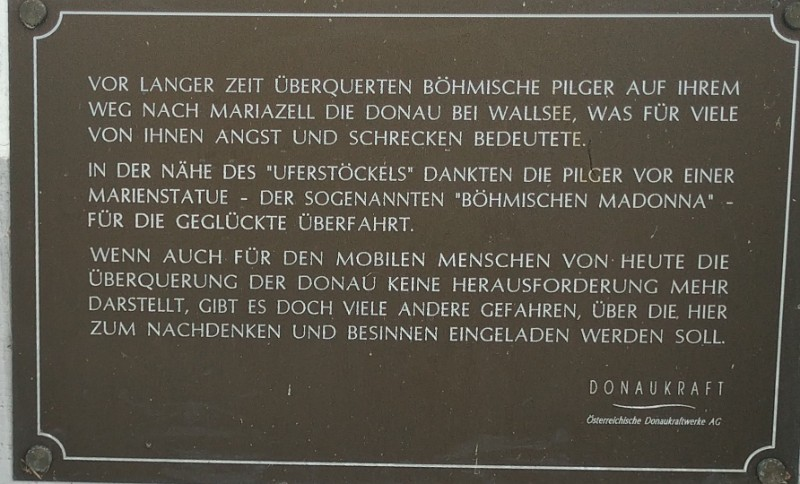 VOR LANGER ZEIT ÜBERQUERTEN BÖHMISCHE PILGER AUF IHREM
WEG NACH MARIAZELL DIE DONAU BEI WALLSEE, WAS FÜR VIELE
VON IHNEN ANGST UND SCHRECKEN BEDEUTETE.
IN DER NÄHE DES "UFERSTÖCKELS" DANKTEN DIE PILGER VOR EINER
MARIENSTATUE - DER SOGENANNTEN "BÖHMISCHEN MADONNA" -
FÜR DIE GEGLÜCKTE ÜBERFAHRT.
WENN AUCH FÜR DEN MOBILEN MENSCHEN VON HEUTE DIE
ÜBERQUERUNG DER DONAU KEINE HERAUSFORDERUNG MEHR
DARSTELLT, GIBT ES DOCH VIELE ANDERE GEFAHREN, ÜBER DIE HIER
ZUM NACHDENKEN UND BESINNEN EINGELADEN WERDEN SOLL.
DONAUKRAFT
Österreichische Donaukraftwerke AG